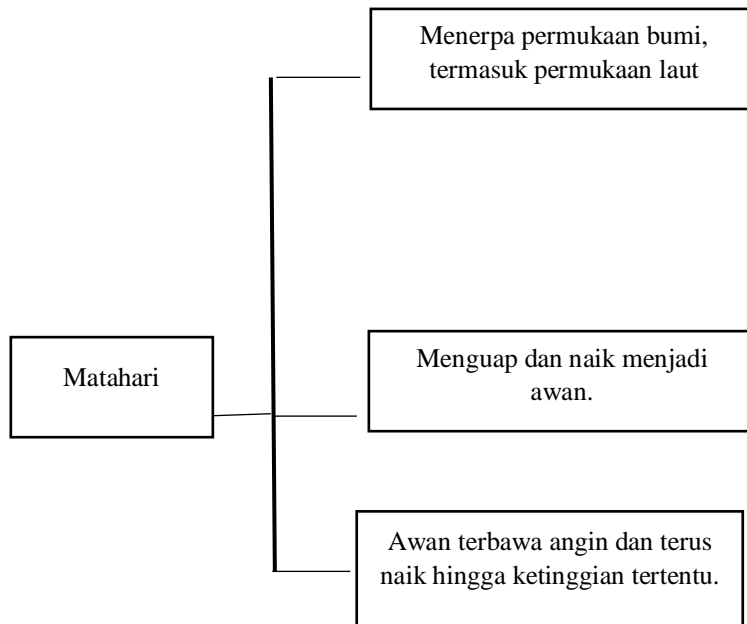 Menerpa permukaan bumi,
termasuk permukaan laut
Matahari
Menguap dan naik menjadi
awan.
Awan terbawa angin dan terus
naik hingga ketinggian tertentu.